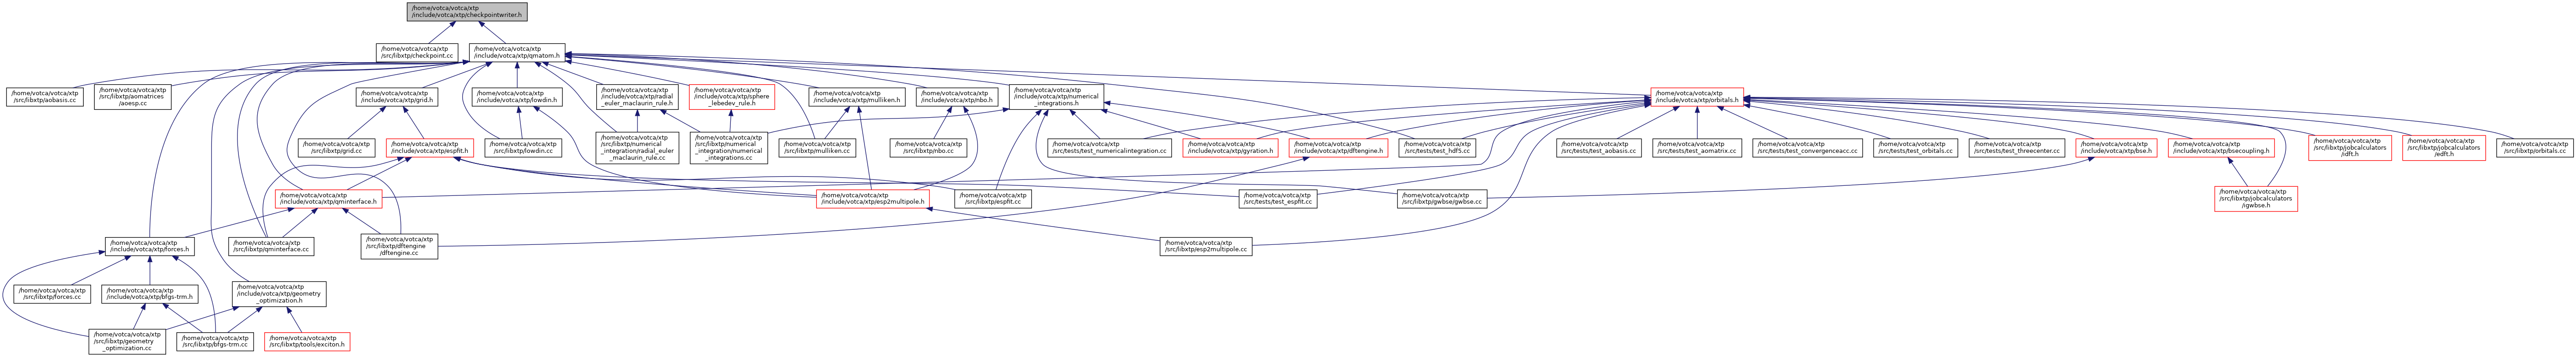 /home/votca/votca/xtp
/include/votca/xtp/checkpointwriter.h
/home/votca/votca/xtp
/src/libxtp/checkpoint.cc
/home/votca/votca/xtp
/include/votca/xtp/qmatom.h
/home/votca/votca/xtp
/src/libxtp/aobasis.cc
/home/votca/votca/xtp
/src/libxtp/aomatrices
/aoesp.cc
/home/votca/votca/xtp
/include/votca/xtp/grid.h
/home/votca/votca/xtp
/include/votca/xtp/lowdin.h
/home/votca/votca/xtp
/include/votca/xtp/radial
_euler_maclaurin_rule.h
/home/votca/votca/xtp
/include/votca/xtp/sphere
_lebedev_rule.h
/home/votca/votca/xtp
/include/votca/xtp/mulliken.h
/home/votca/votca/xtp
/include/votca/xtp/nbo.h
/home/votca/votca/xtp
/include/votca/xtp/numerical
_integrations.h
/home/votca/votca/xtp
/include/votca/xtp/orbitals.h
/home/votca/votca/xtp
/src/libxtp/grid.cc
/home/votca/votca/xtp
/include/votca/xtp/espfit.h
/home/votca/votca/xtp
/src/libxtp/lowdin.cc
/home/votca/votca/xtp
/src/libxtp/numerical
_integration/radial_euler
_maclaurin_rule.cc
/home/votca/votca/xtp
/src/libxtp/numerical
_integration/numerical
_integrations.cc
/home/votca/votca/xtp
/src/libxtp/mulliken.cc
/home/votca/votca/xtp
/src/libxtp/nbo.cc
/home/votca/votca/xtp
/src/tests/test_numericalintegration.cc
/home/votca/votca/xtp
/include/votca/xtp/gyration.h
/home/votca/votca/xtp
/include/votca/xtp/dftengine.h
/home/votca/votca/xtp
/src/tests/test_hdf5.cc
/home/votca/votca/xtp
/src/tests/test_aobasis.cc
/home/votca/votca/xtp
/src/tests/test_aomatrix.cc
/home/votca/votca/xtp
/src/tests/test_convergenceacc.cc
/home/votca/votca/xtp
/src/tests/test_orbitals.cc
/home/votca/votca/xtp
/src/tests/test_threecenter.cc
/home/votca/votca/xtp
/include/votca/xtp/bse.h
/home/votca/votca/xtp
/include/votca/xtp/bsecoupling.h
/home/votca/votca/xtp
/src/libxtp/jobcalculators
/idft.h
/home/votca/votca/xtp
/src/libxtp/jobcalculators
/edft.h
/home/votca/votca/xtp
/src/libxtp/orbitals.cc
/home/votca/votca/xtp
/include/votca/xtp/qminterface.h
/home/votca/votca/xtp
/include/votca/xtp/esp2multipole.h
/home/votca/votca/xtp
/src/libxtp/espfit.cc
/home/votca/votca/xtp
/src/tests/test_espfit.cc
/home/votca/votca/xtp
/src/libxtp/gwbse/gwbse.cc
/home/votca/votca/xtp
/src/libxtp/jobcalculators
/igwbse.h
/home/votca/votca/xtp
/include/votca/xtp/forces.h
/home/votca/votca/xtp
/src/libxtp/qminterface.cc
/home/votca/votca/xtp
/src/libxtp/dftengine
/dftengine.cc
/home/votca/votca/xtp
/src/libxtp/esp2multipole.cc
/home/votca/votca/xtp
/src/libxtp/forces.cc
/home/votca/votca/xtp
/include/votca/xtp/bfgs-trm.h
/home/votca/votca/xtp
/include/votca/xtp/geometry
_optimization.h
/home/votca/votca/xtp
/src/libxtp/geometry
_optimization.cc
/home/votca/votca/xtp
/src/libxtp/bfgs-trm.cc
/home/votca/votca/xtp
/src/libxtp/tools/exciton.h